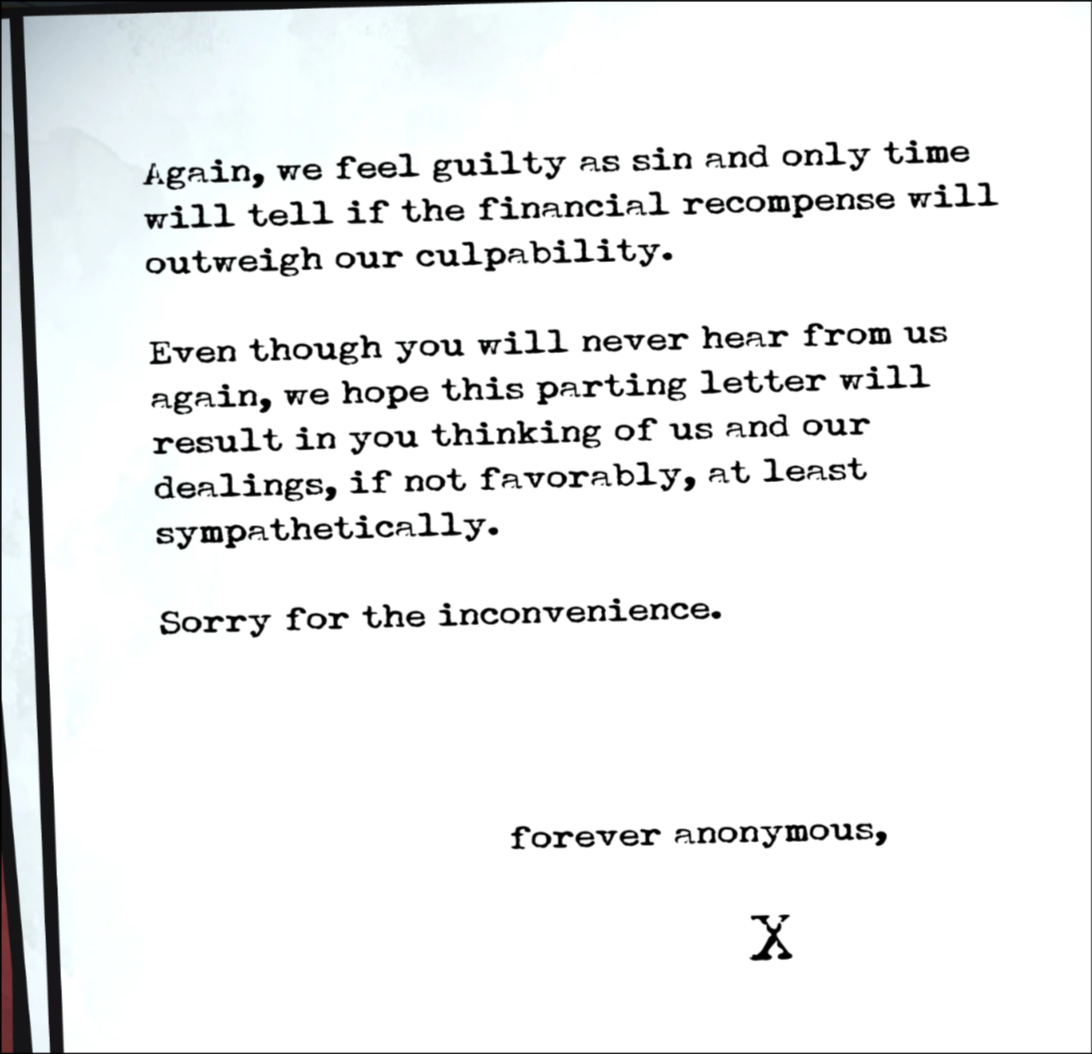 Again, we feel guilty as sin and only time
will tell if the financial recompense will
outweigh our culpability.
Even though you will never hear from us
again, we hope this parting letter will
result in you thinking of us and our
dealings, if not favorably, at least
sympathetically.
Sorry for the inconvenience.
forever anonymous,
X